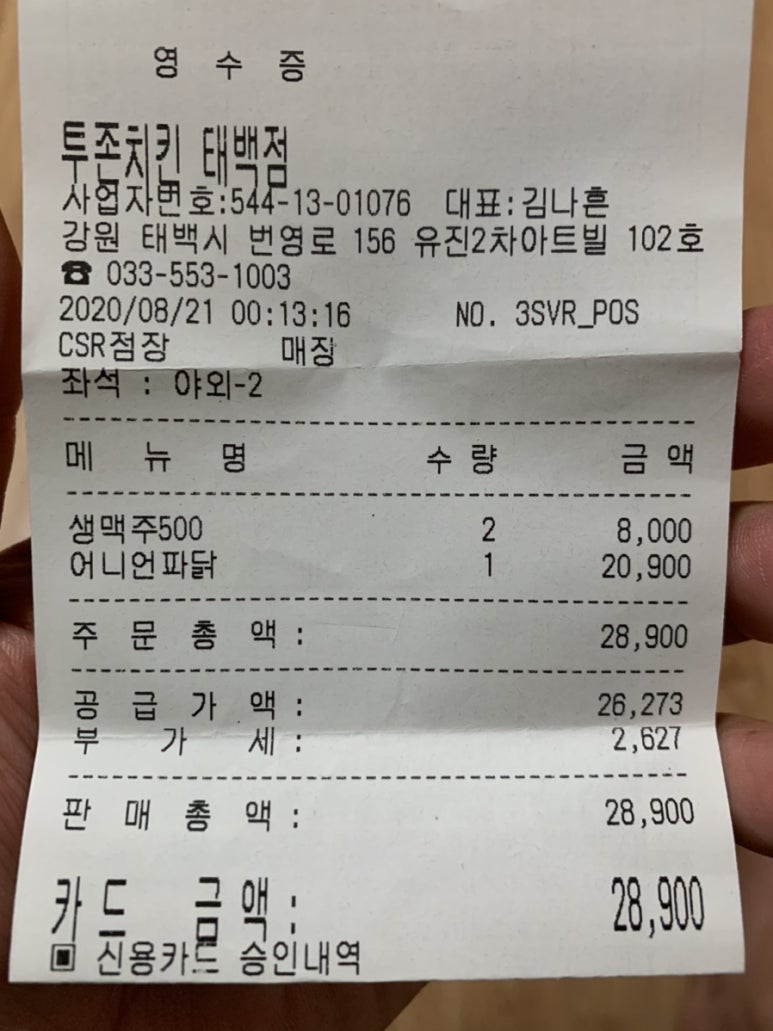 영 수 증
투존치킨 태백점
사업자번호:544-13-01076 대표:김나흔
강원 태백시 번영로 156 유진2차아트빌 102호
☎ 033-553-1003
2020/08/21 00:13:16 NO. 3SVR_POS
CSR점장 매장
좌석 : 야외-2
메 뉴 명 수 량 금 액
생맥주500 2 8,000
어니언파닭 1 20,900
주 문 총 액 : 28,900
공 급 가 액 : 26,273
부 가 세 : 2,627
판 매 총 액 : 28,900
카드 금액: 28,900
▣ 신용카드 승인내역